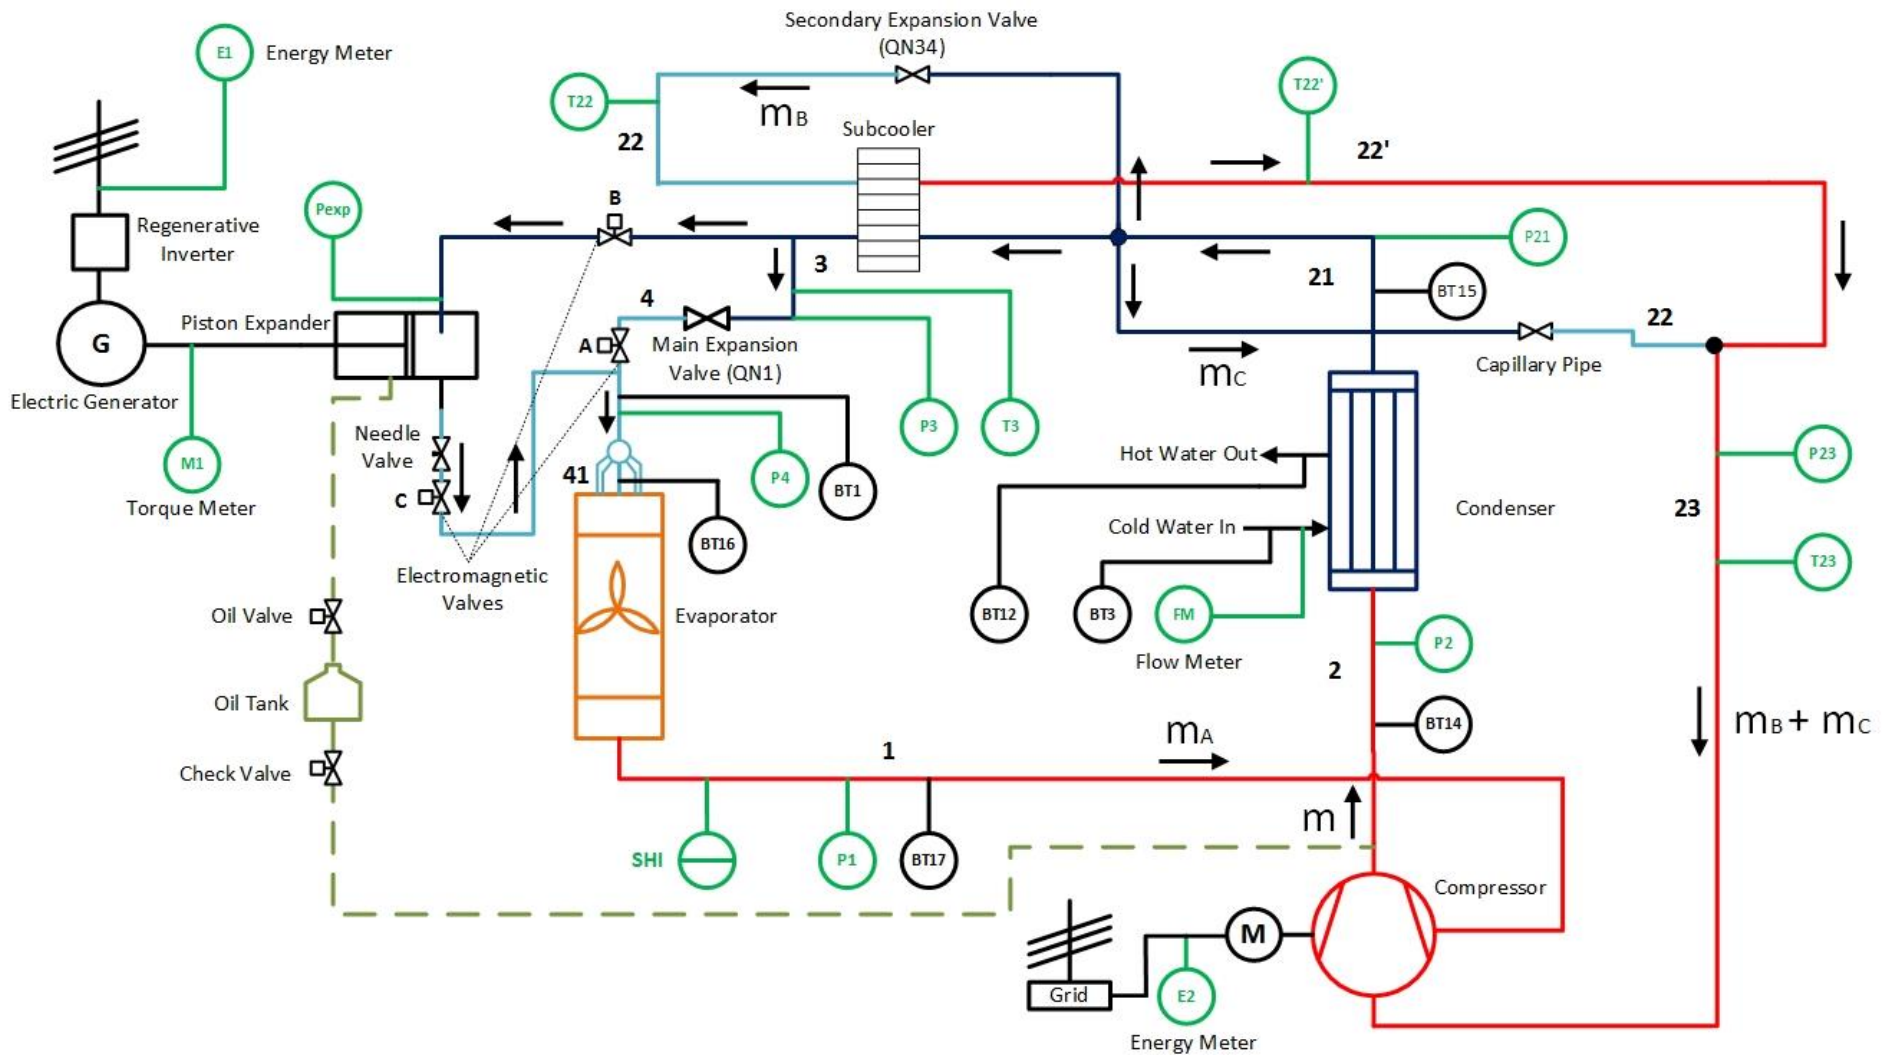 Secondary Expansion Valve
(QN34)
E1
Energy Meter
T22
mB
T22'
Subcooler
22
22'
B
Pexp
Regenerative
Inverter
P21
3
21
BT15
4
Piston Expander
22
G
A
Main Expansion
Valve (QN1)
mC
Capillary Pipe
Electric Generator
P3
T3
Needle
Valve
M1
Hot Water Out
P23
41
P4
BT1
C
Torque Meter
Condenser
23
Cold Water In
BT16
T23
Electromagnetic
Valves
Oil Valve
Evaporator
BT12
BT3
FM
Flow Meter
P2
2
Oil Tank
BT14
mA
mB + mC
1
Check Valve
m
SHI
P1
BT17
Compressor
M
Grid
E2
Energy Meter